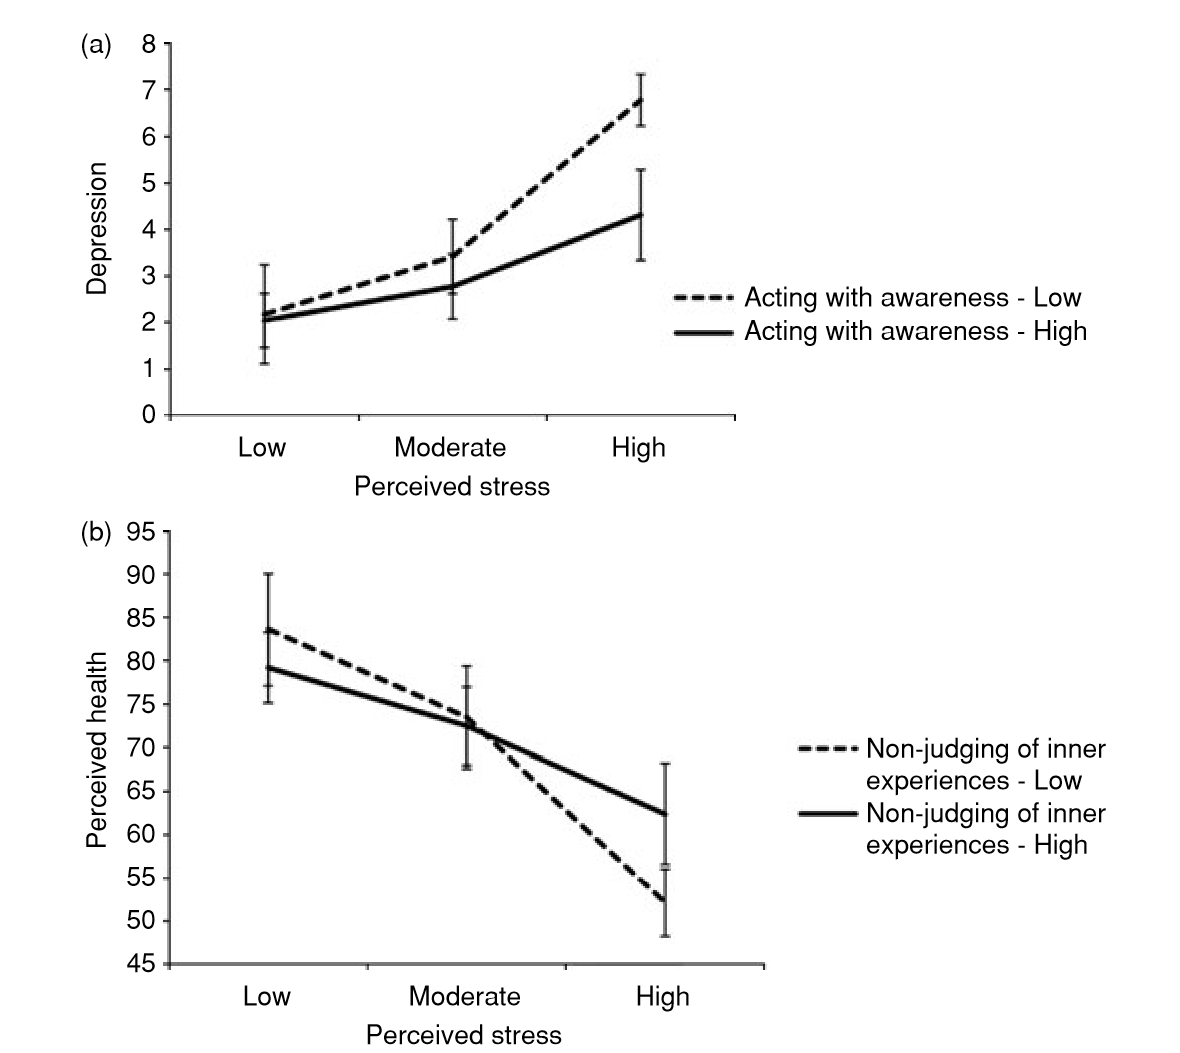 (a)
8
7
6
5
4
3
2
1
0
Depression
Low Moderate High
Perceived stress
Acting with awareness - Low
Acting with awareness - High
(b)
95
90
85
80
75
70
65
60
55
50
45
Perceived health
Low Moderate High
Perceived stress
Non-judging of inner
experiences - Low
Non-judging of inner
experiences - High